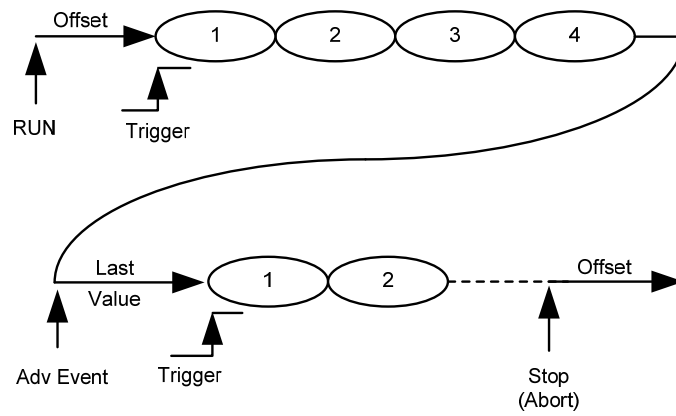 Offset
1
2
3
4
RUN
Trigger
Last
Value
1
2
Offset
Adv Event
Trigger
Stop
(Abort)